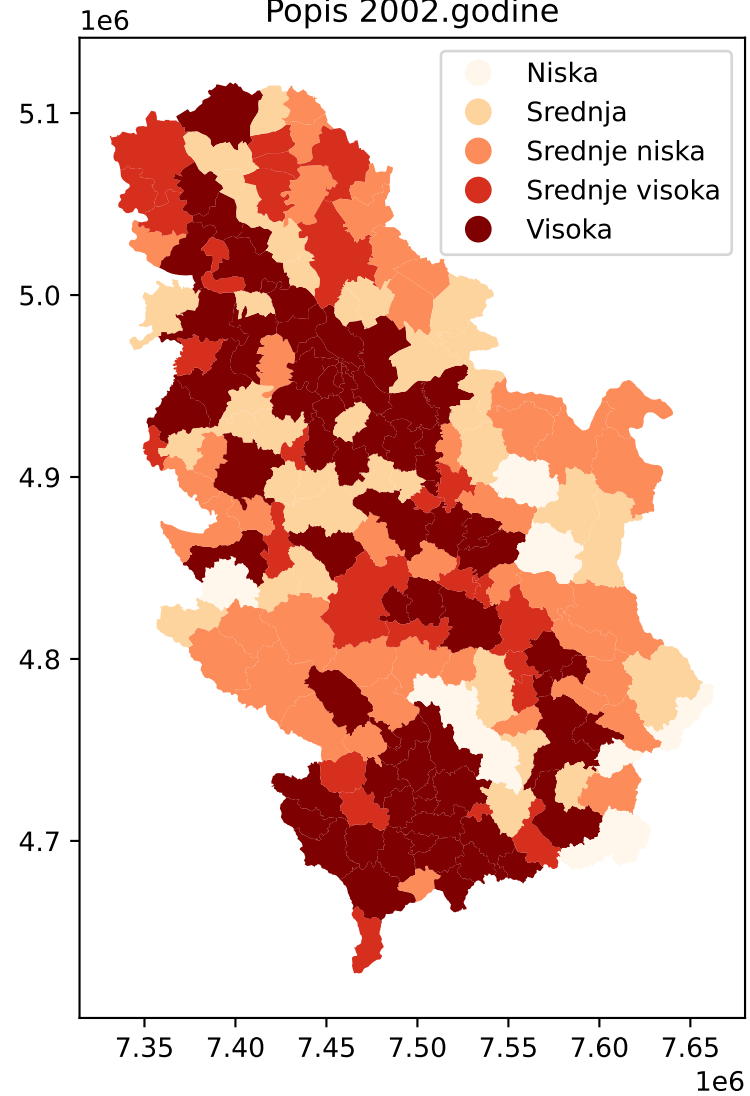 Popis 2002.godine
1e6
Niska
Srednja
Srednje niska
Srednje visoka
Visoka
5.1
5.0
4.9
4.8
4.7
7.35 7.40 7.45 7.50 7.55 7.60 7.65
1e6